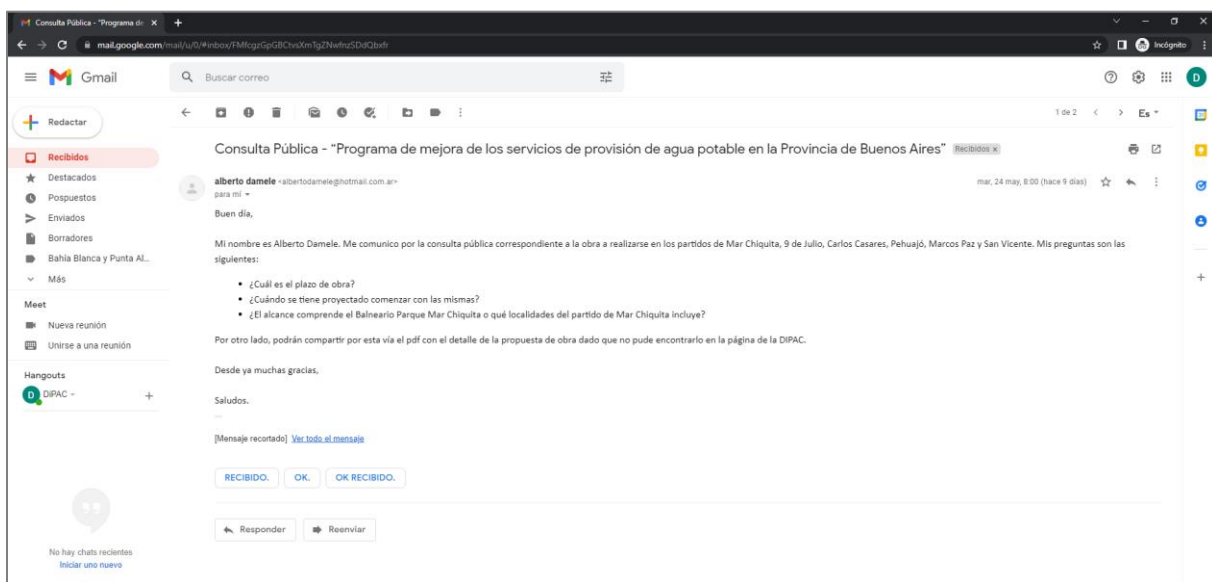 Consulta Pública - "Programa de
mail.google.com/mail/u/0/#inbox/FMfcgzGpGBCtvsXmTgZNwfnzSDdQbxfr
Incógnito
Gmail
Buscar correo
D
Redactar
1 de 2
Es
Recibidos
Destacados
Pospuestos
Enviados
Borradores
Bahía Blanca y Punta Al...
Más
Meet
Nueva reunión
Unirse a una reunión
Hangouts
D
DiPAC -
No hay chats recientes
Iniciar uno nuevo
Consulta Pública - “Programa de mejora de los servicios de provisión de agua potable en la Provincia de Buenos Aires” Recibidos x
alberto damele <albertodamele@hotmail.com.ar>
mar, 24 may, 8:00 (hace 9 días)
para mí
Buen día,
Mi nombre es Alberto Damele. Me comunico por la consulta pública correspondiente a la obra a realizarse en los partidos de Mar Chiquita, 9 de Julio, Carlos Casares, Pehuajó, Marcos Paz y San Vicente. Mis preguntas son las
siguientes:
• ¿Cuál es el plazo de obra?
• ¿Cuándo se tiene proyectado comenzar con las mismas?
• ¿El alcance comprende el Balneario Parque Mar Chiquita o qué localidades del partido de Mar Chiquita incluye?
Por otro lado, podrán compartir por esta vía el pdf con el detalle de la propuesta de obra dado que no pude encontrarlo en la página de la DIPAC.
Desde ya muchas gracias,
Saludos.
...
[Mensaje recortado] Ver todo el mensaje
RECIBIDO.
OK.
OK RECIBIDO.
Responder
Reenviar